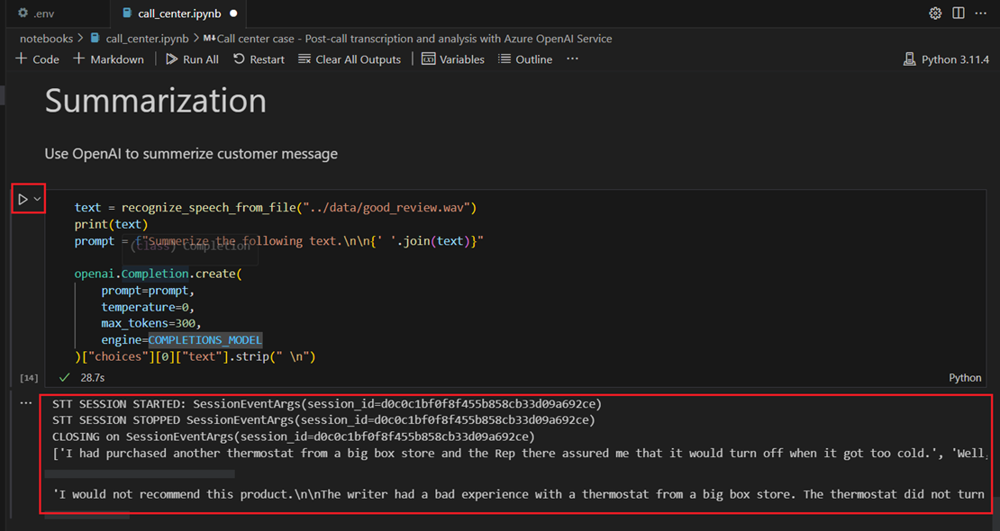 .env
call_center.ipynb
notebooks > call_center.ipynb > M↓Call center case - Post-call transcription and analysis with Azure OpenAI Service
+ Code + Markdown | Run All Restart Clear All Outputs | Variables Outline ... Python 3.11.4
Summarization
Use OpenAI to summerize customer message
text = recognize_speech_from_file("../data/good_review.wav")
print(text)
prompt = f"Summerize the following text.\n\n{' '.join(text)}"
(class) Completion
openai.Completion.create(
    prompt=prompt,
    temperature=0,
    max_tokens=300,
    engine=COMPLETIONS_MODEL
)["choices"][0]["text"].strip(" \n")
[14] ✓ 28.7s Python
... STT SESSION STARTED: SessionEventArgs(session_id=d0c0c1bf0f8f455b858cb33d09a692ce)
STT SESSION STOPPED SessionEventArgs(session_id=d0c0c1bf0f8f455b858cb33d09a692ce)
CLOSING on SessionEventArgs(session_id=d0c0c1bf0f8f455b858cb33d09a692ce)
['I had purchased another thermostat from a big box store and the Rep there assured me that it would turn off when it got too cold.', 'Well,
'I would not recommend this product.\n\nThe writer had a bad experience with a thermostat from a big box store. The thermostat did not turn